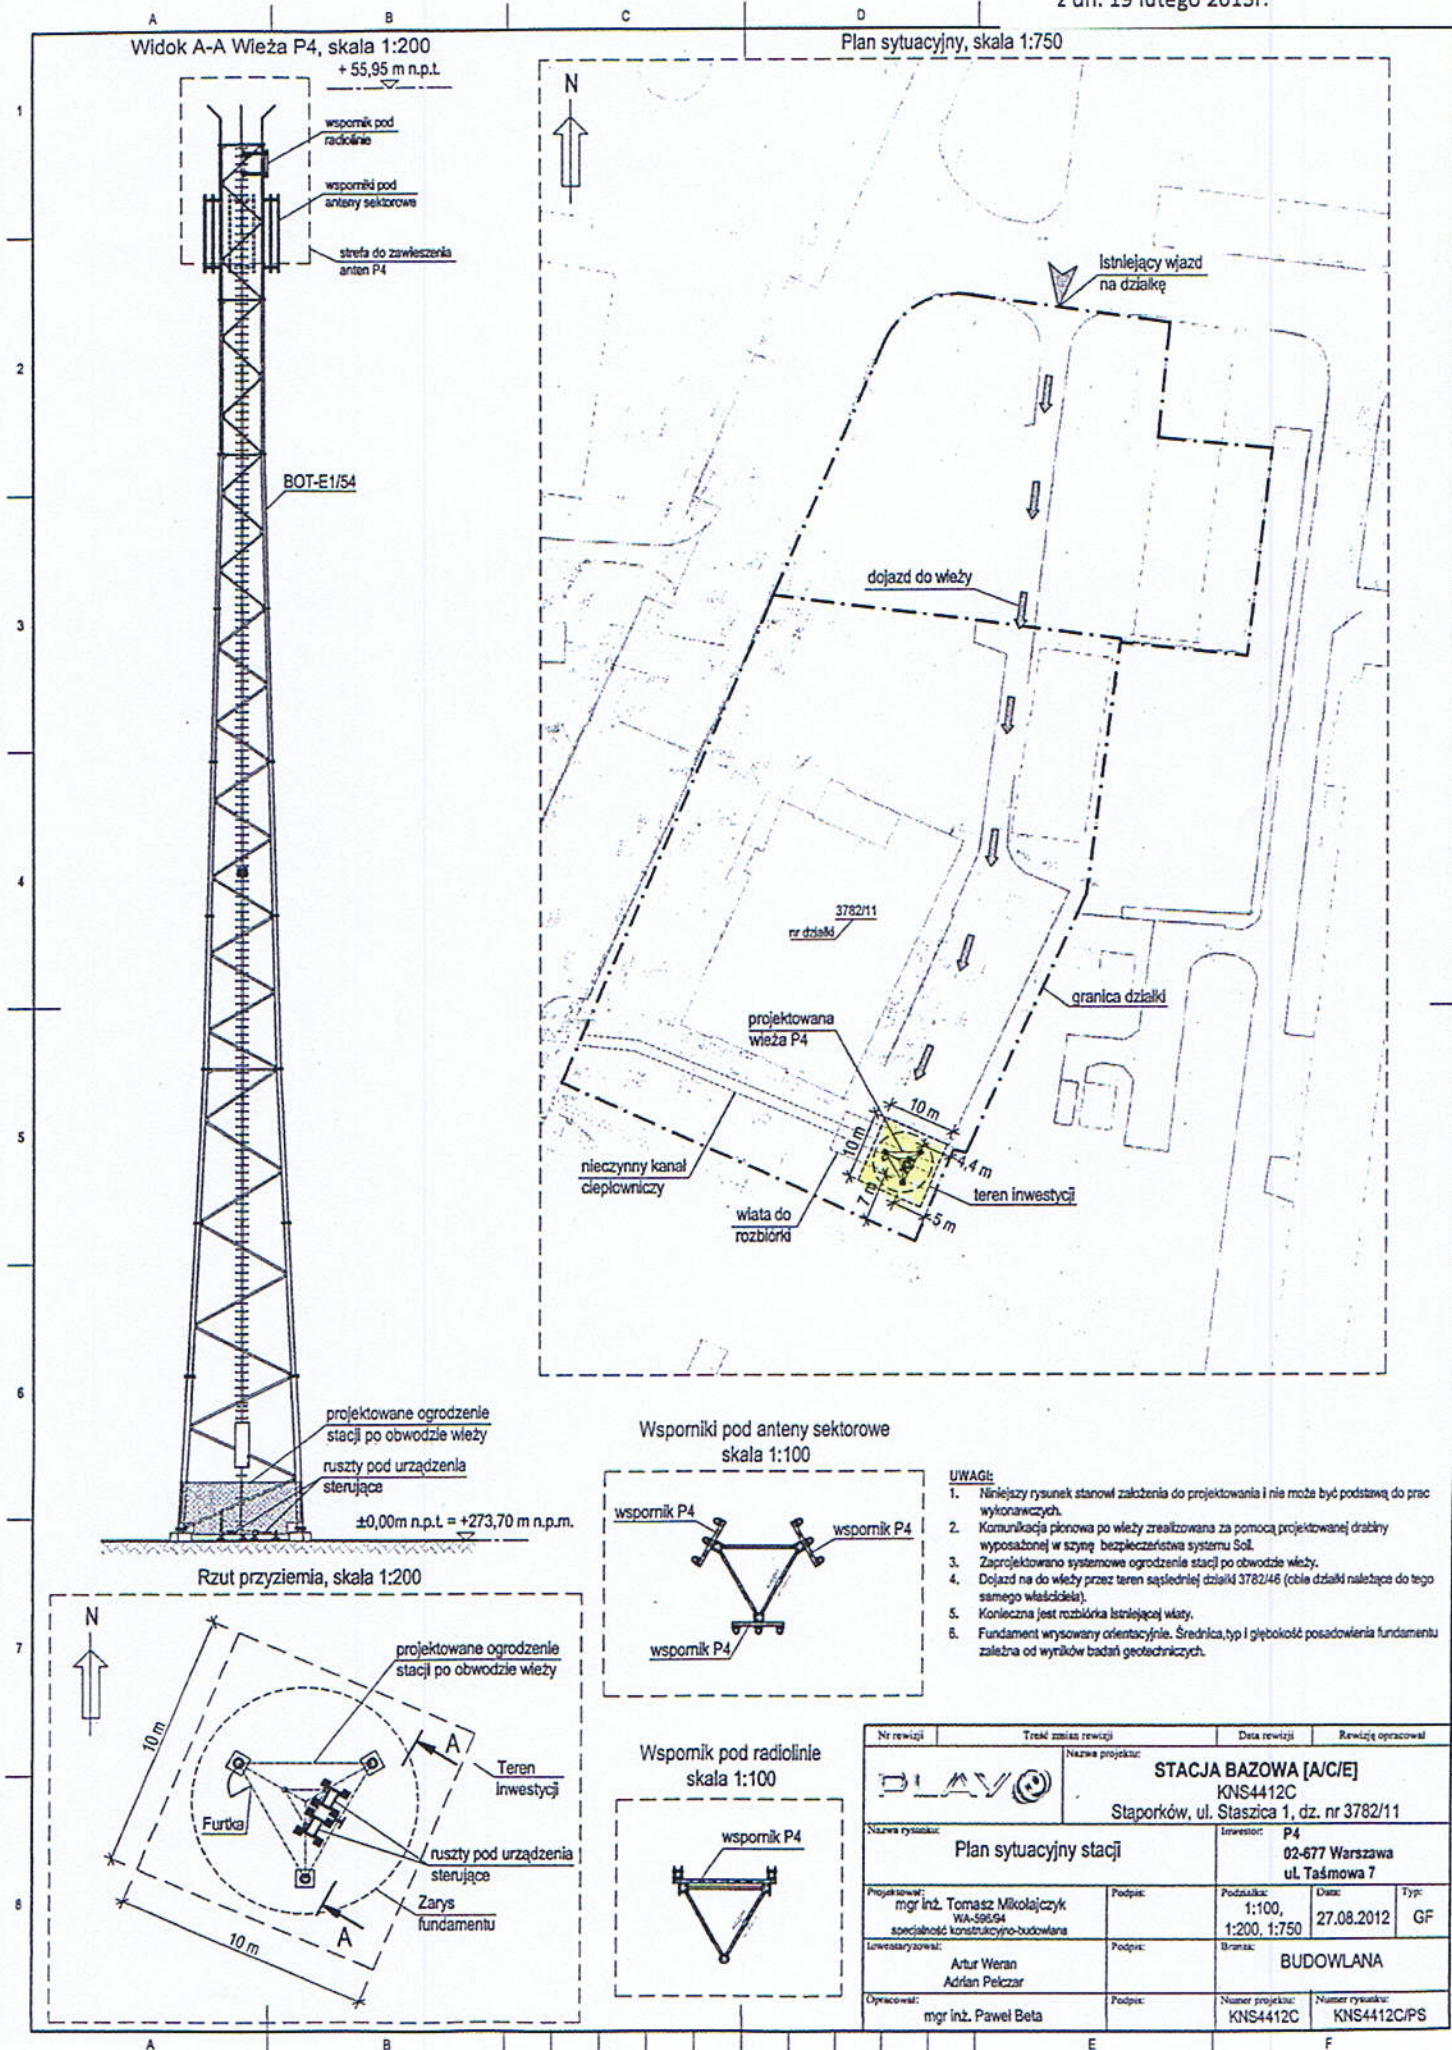 z dn. 19 lutego 2013r.
A
B
C
D
Widok A-A Wieża P4, skala 1:200
+ 55,95 m n.p.t.
wspornik pod
radiolinie
wsporniki pod
anteny sektorowe
strefa do zawieszenia
anten P4
BOT-E1/54
projektowane ogrodzenie
stacji po obwodzie wieży
ruszty pod urządzenia
sterujące
±0,00m n.p.t. = +273,70 m n.p.m.
1
2
3
4
5
6
7
8
Plan sytuacyjny, skala 1:750
N
istniejący wjazd
na działkę
dojazd do wieży
3782/11
nr działki
granica działki
projektowana
wieża P4
10 m
10 m
4,4 m
7 m
5 m
teren inwestycji
nieczynny kanał
ciepłowniczy
wiata do
rozbiórki
Rzut przyziemia, skala 1:200
N
projektowane ogrodzenie
stacji po obwodzie wieży
10 m
A
Teren
inwestycji
Furtka
ruszty pod urządzenia
sterujące
Zarys
fundamentu
A
10 m
Wsporniki pod anteny sektorowe
skala 1:100
wspornik P4
wspornik P4
wspornik P4
Wspornik pod radiolinie
skala 1:100
wspornik P4
UWAGI:
1. Niniejszy rysunek stanowi założenia do projektowania i nie może być podstawą do prac
wykonawczych.
2. Komunikacja pionowa po wieży zrealizowana za pomocą projektowanej drabiny
wyposażonej w szynę bezpieczeństwa systemu Soll.
3. Zaprojektowano systemowe ogrodzenie stacji po obwodzie wieży.
4. Dojazd na do wieży przez teren sąsiedniej działki 3782/46 (obie działki należące do tego
samego właściciela).
5. Konieczna jest rozbiórka istniejącej wiaty.
6. Fundament wrysowany orientacyjnie. Średnica,typ i głębokość posadowienia fundamentu
zależna od wyników badań geotechniczych.
Nr rewizji
Treść zmian rewizji
Data rewizji
Rewizję opracował
PLAY
Nazwa projektu:
STACJA BAZOWA [A/C/E]
KNS4412C
Stąporków, ul. Staszica 1, dz. nr 3782/11
Nazwa rysunku:
Plan sytuacyjny stacji
Inwestor: P4
02-677 Warszawa
ul. Taśmowa 7
Projektował:
mgr inż. Tomasz Mikołajczyk
WA-596/94
specjalność konstrukcyjno-budowlana
Podpis:
Podziałka:
1:100,
1:200, 1:750
Data:
27.08.2012
Typ:
GF
Inwentaryzował:
Artur Weran
Adrian Pelczar
Podpis:
Branża:
BUDOWLANA
Opracował:
mgr inż. Paweł Beta
Podpis:
Numer projektu:
KNS4412C
Numer rysunku:
KNS4412C/PS
A
B
E
F